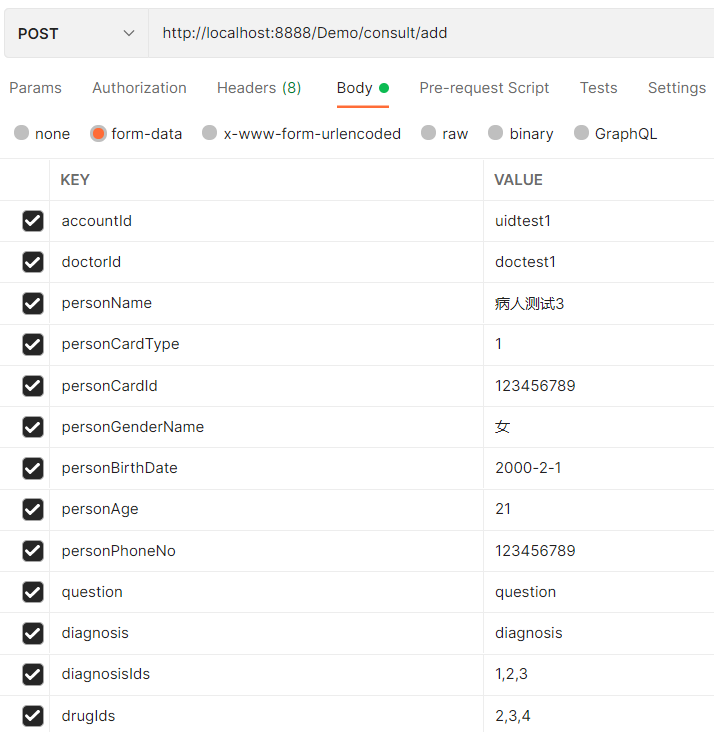 POST http://localhost:8888/Demo/consult/add
Params Authorization Headers (8) Body Pre-request Script Tests Settings
none form-data x-www-form-urlencoded raw binary GraphQL
KEY VALUE
accountId uidtest1
doctorId doctest1
personName 病人测试3
personCardType 1
personCardId 123456789
personGenderName 女
personBirthDate 2000-2-1
personAge 21
personPhoneNo 123456789
question question
diagnosis diagnosis
diagnosisIds 1,2,3
drugIds 2,3,4